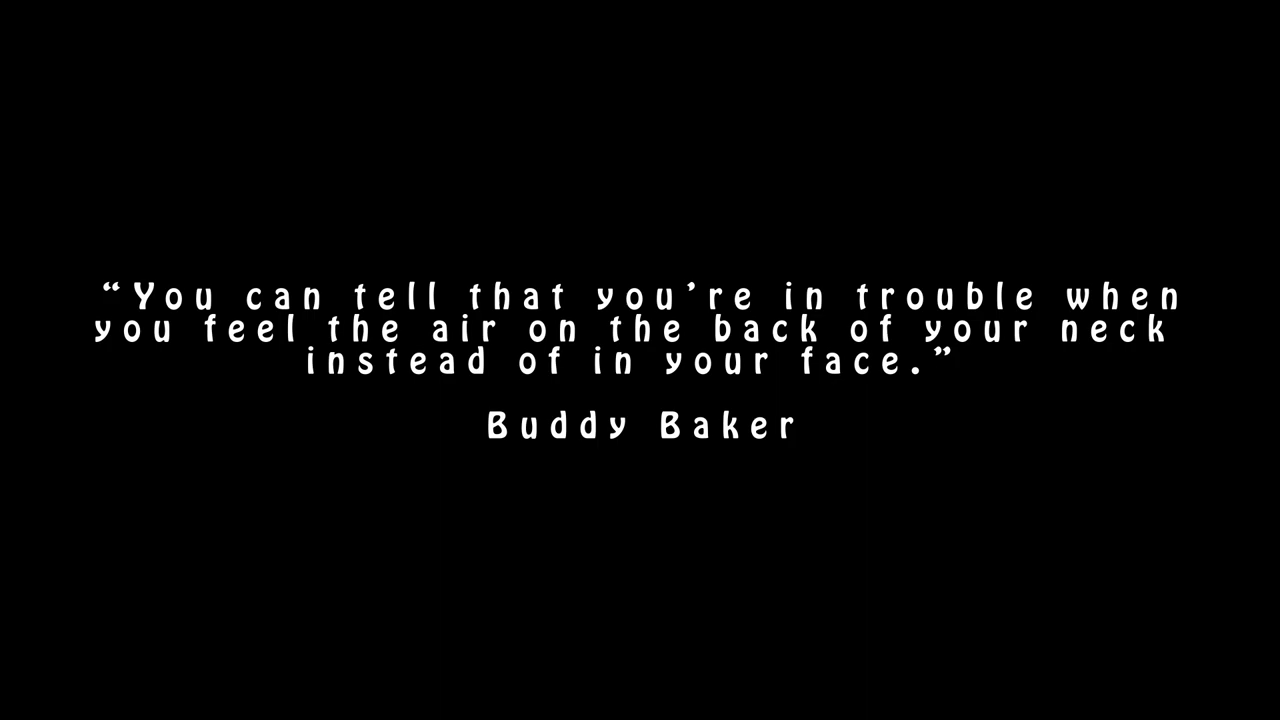 “You can tell that you’re in trouble when
you feel the air on the back of your neck
instead of in your face.”
Buddy Baker